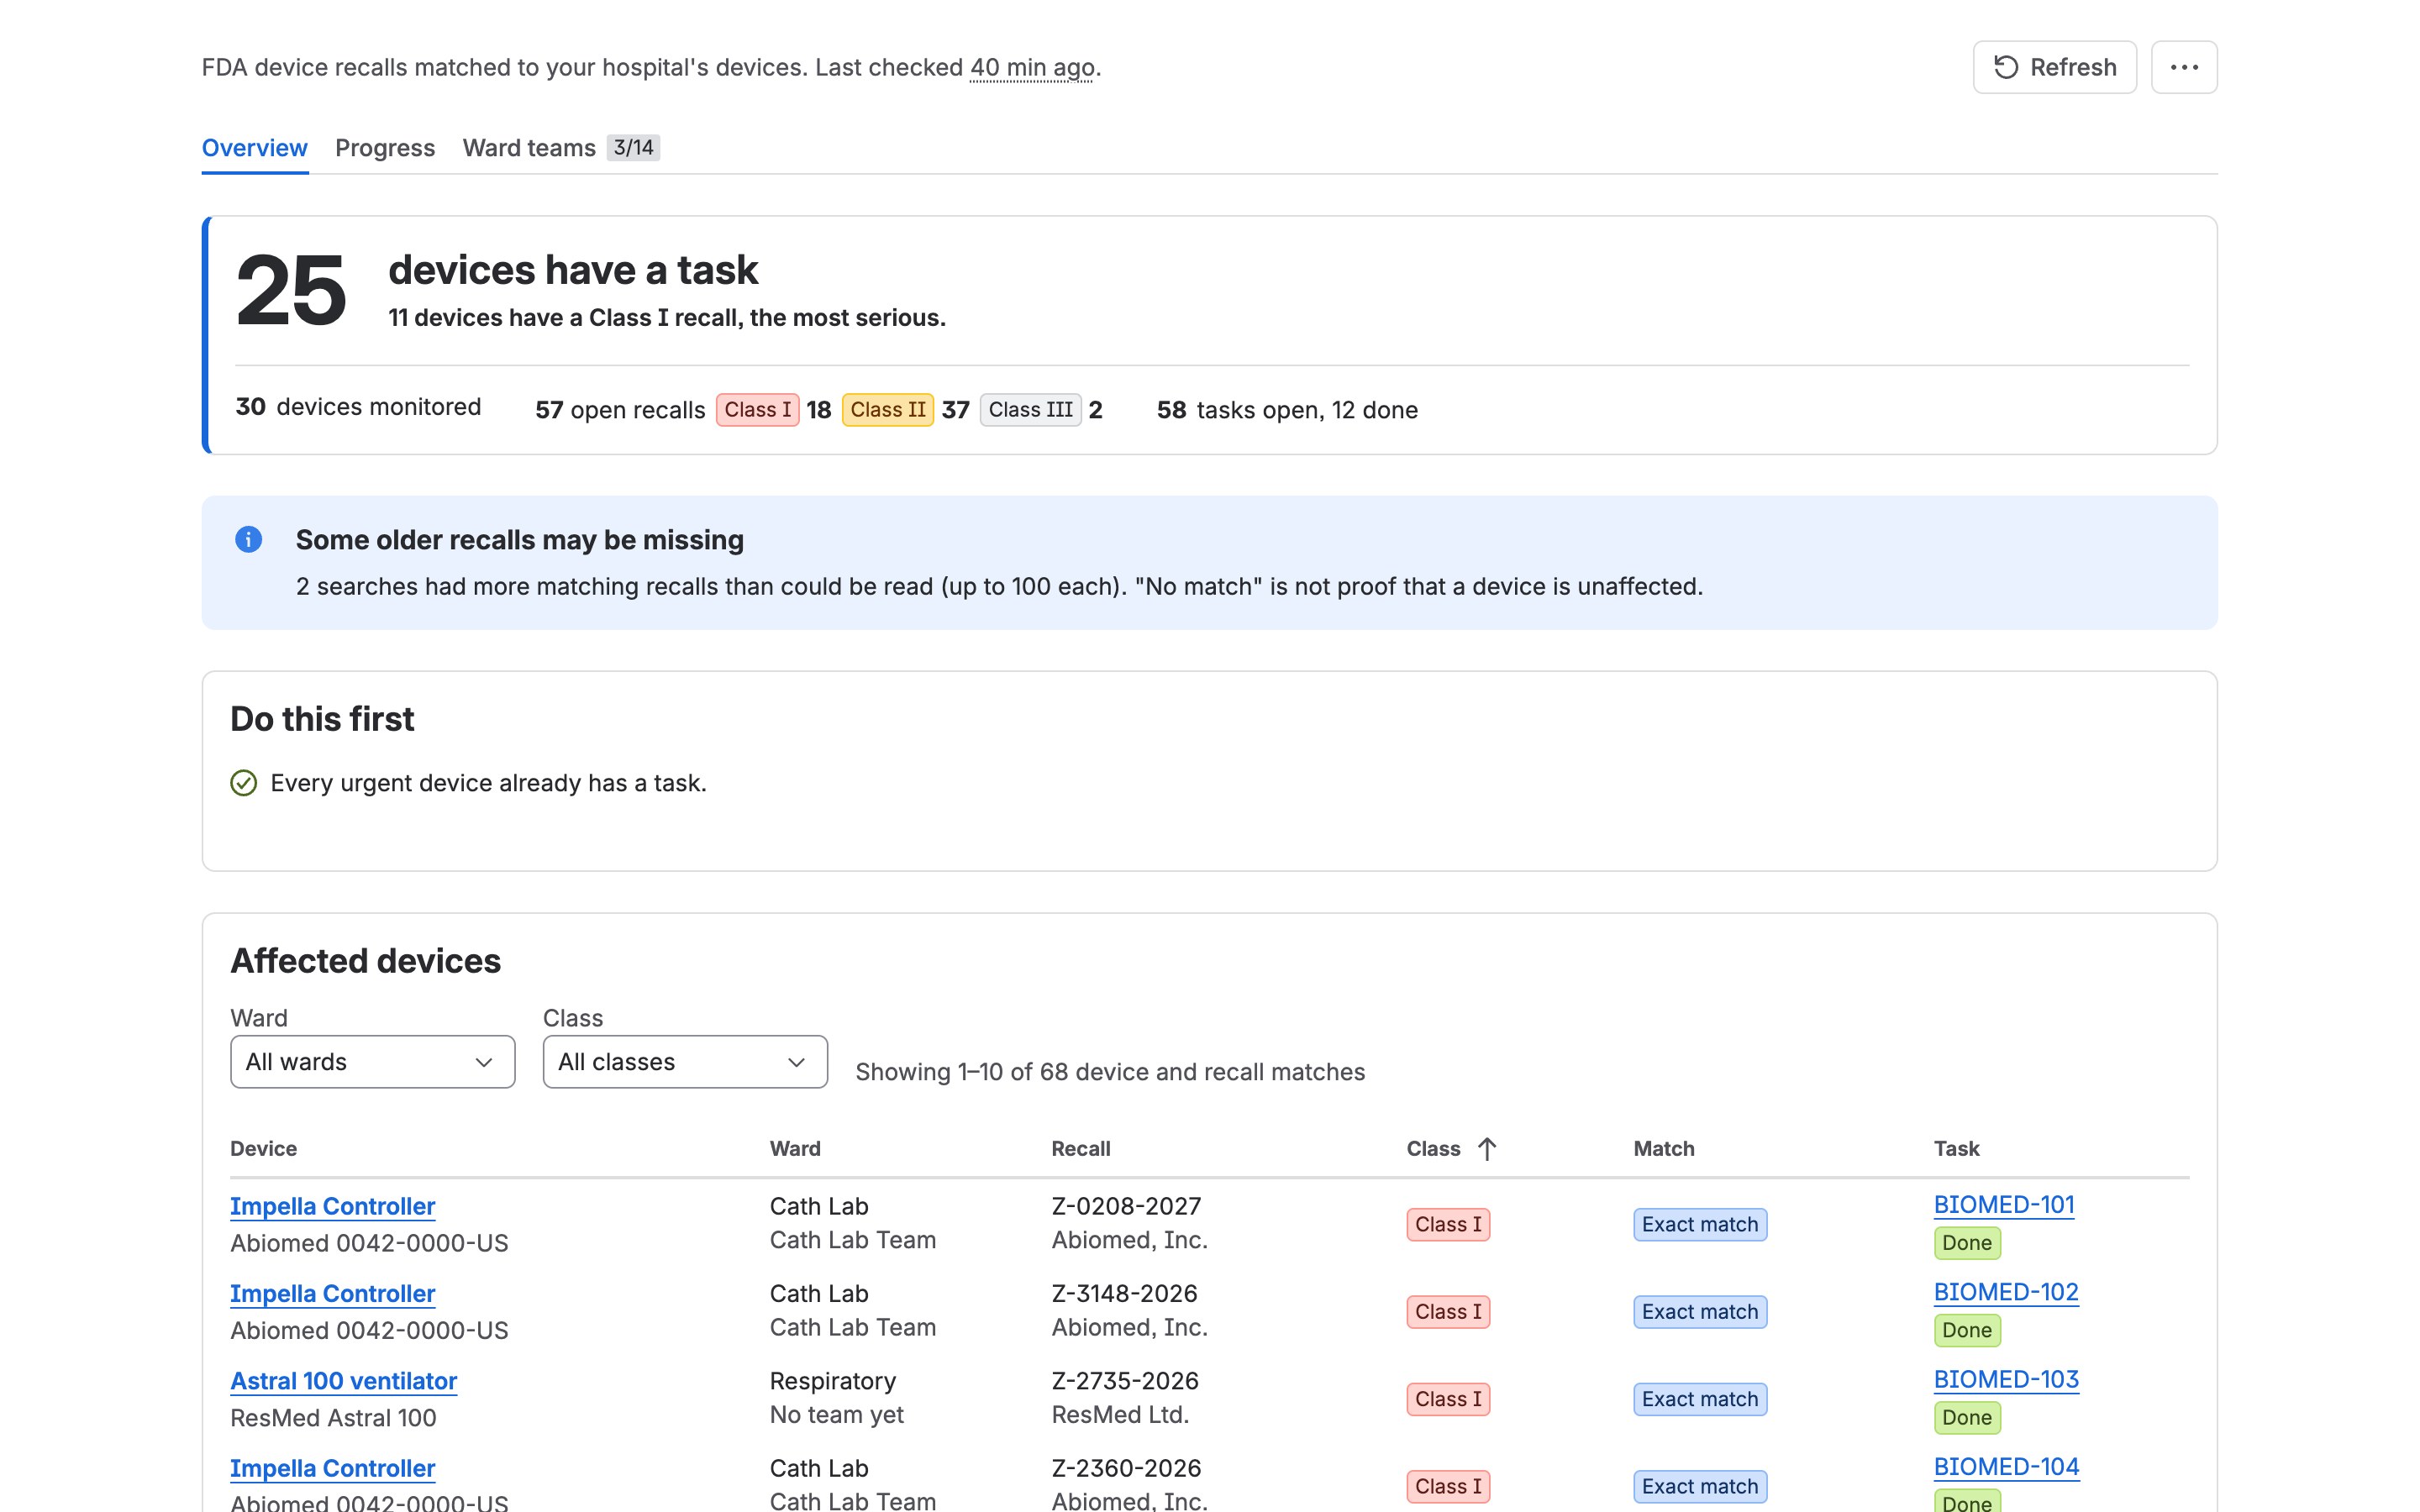 FDA device recalls matched to your hospital's devices. Last checked 40 min ago.
Refresh
Overview Progress Ward teams 3/14
25 devices have a task
11 devices have a Class I recall, the most serious.
30 devices monitored 57 open recalls Class I 18 Class II 37 Class III 2 58 tasks open, 12 done
Some older recalls may be missing
2 searches had more matching recalls than could be read (up to 100 each). "No match" is not proof that a device is unaffected.
Do this first
Every urgent device already has a task.
Affected devices
Ward Class
All wards All classes Showing 1–10 of 68 device and recall matches
Device Ward Recall Class Match Task
Impella Controller Cath Lab Z-0208-2027 Class I Exact match BIOMED-101
Abiomed 0042-0000-US Cath Lab Team Abiomed, Inc. Done
Impella Controller Cath Lab Z-3148-2026 Class I Exact match BIOMED-102
Abiomed 0042-0000-US Cath Lab Team Abiomed, Inc. Done
Astral 100 ventilator Respiratory Z-2735-2026 Class I Exact match BIOMED-103
ResMed Astral 100 No team yet ResMed Ltd. Done
Impella Controller Cath Lab Z-2360-2026 Class I Exact match BIOMED-104
Abiomed 0042-0000-US Cath Lab Team Abiomed, Inc. Done